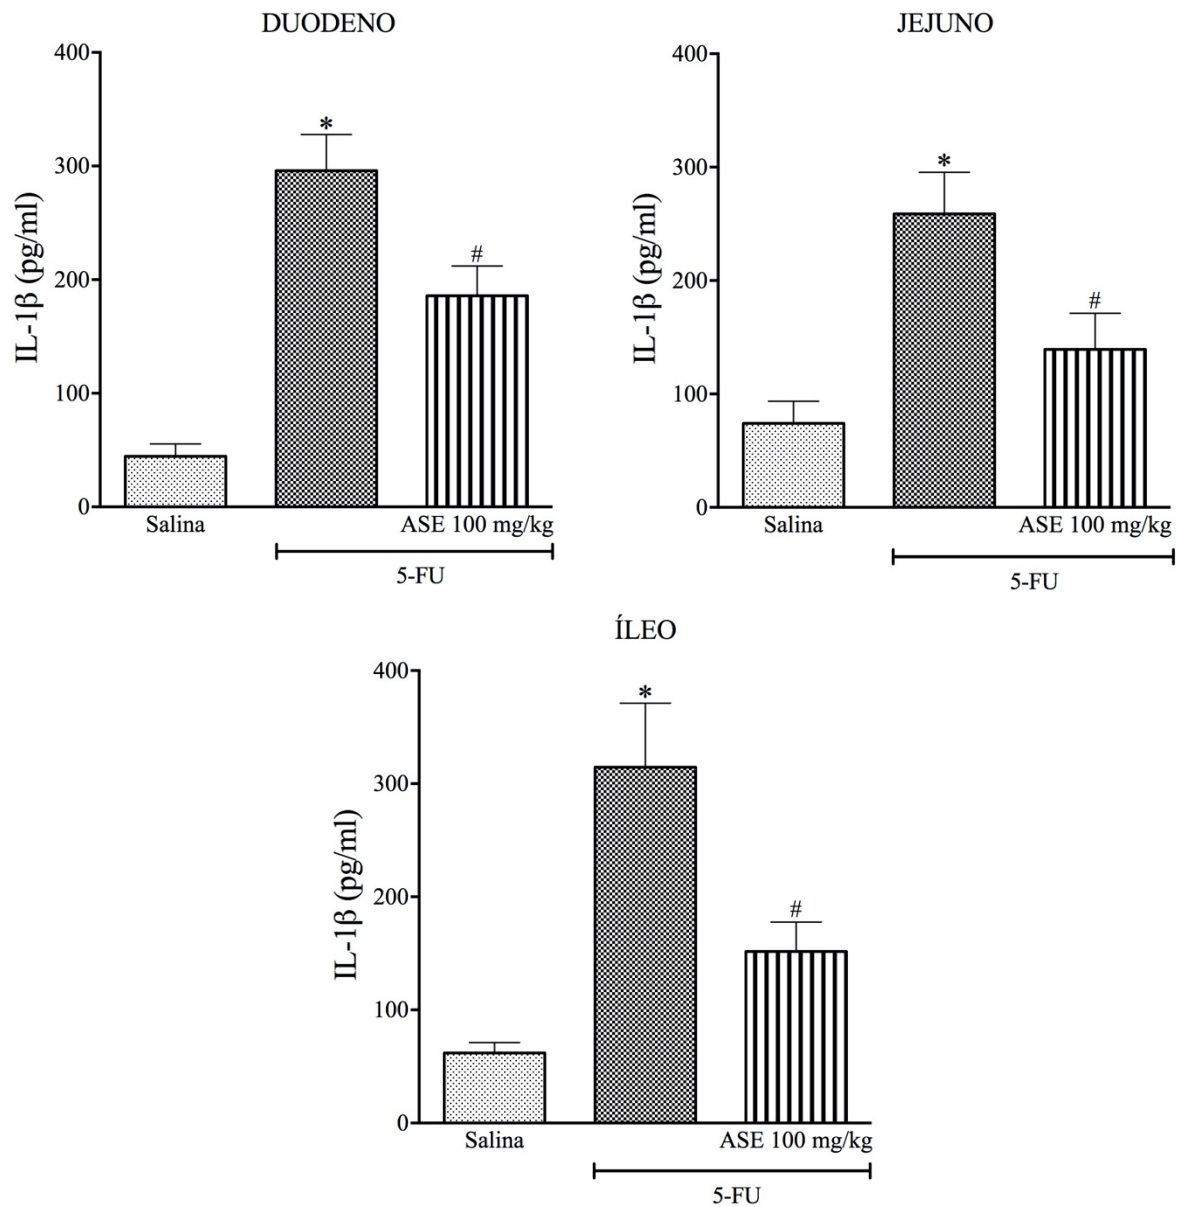 DUODENO
400
300
200
100
0
IL-1β (pg/ml)
*
#
Salina
ASE 100 mg/kg
5-FU
JEJUNO
400
300
200
100
0
IL-1β (pg/ml)
*
#
Salina
ASE 100 mg/kg
5-FU
ÍLEO
400
300
200
100
0
IL-1β (pg/ml)
*
#
Salina
ASE 100 mg/kg
5-FU